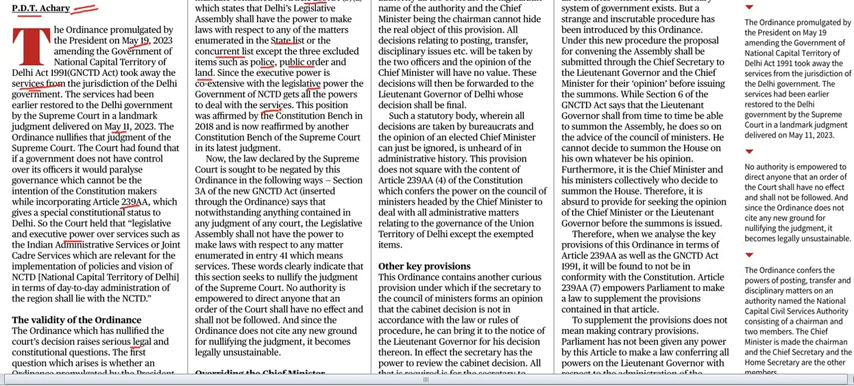 P.D.T. Achary
The Ordinance promulgated by
the President on May 19, 2023
amending the Government of
National Capital Territory of
Delhi Act 1991(GNCTD Act) took away the
services from the jurisdiction of the Delhi
government. The services had been
earlier restored to the Delhi government
by the Supreme Court in a landmark
judgment delivered on May 11, 2023. The
Ordinance nullifies that judgment of the
Supreme Court. The Court had found that
if a government does not have control
over its officers it would paralyse
governance which cannot be the
intention of the Constitution makers
while incorporating Article 239AA, which
gives a special constitutional status to
Delhi. So the Court held that “legislative
and executive power over services such as
the Indian Administrative Services or Joint
Cadre Services which are relevant for the
implementation of policies and vision of
NCTD [National Capital Territory of Delhi]
in terms of day-to-day administration of
the region shall lie with the NCTD.”
The validity of the Ordinance
The Ordinance which has nullified the
court’s decision raises serious legal and
constitutional questions. The first
question which arises is whether an
Ordinance promulgated by the President
which states that Delhi’s Legislative
Assembly shall have the power to make
laws with respect to any of the matters
enumerated in the State list or the
concurrent list except the three excluded
items such as police, public order and
land. Since the executive power is
co-extensive with the legislative power the
Government of NCTD gets all the powers
to deal with the services. This position
was affirmed by the Constitution Bench in
2018 and is now reaffirmed by another
Constitution Bench of the Supreme Court
in its latest judgment.
Now, the law declared by the Supreme
Court is sought to be negated by this
Ordinance in the following ways – Section
3A of the new GNCTD Act (inserted
through the Ordinance) says that
notwithstanding anything contained in
any judgment of any court, the Legislative
Assembly shall not have the power to
make laws with respect to any matter
enumerated in entry 41 which means
services. These words clearly indicate that
this section seeks to nullify the judgment
of the Supreme Court. No authority is
empowered to direct anyone that an
order of the Court shall have no effect and
shall not be followed. And since the
Ordinance does not cite any new ground
for nullifying the judgment, it becomes
legally unsustainable.
Overriding the Chief Minister
name of the authority and the Chief
Minister being the chairman cannot hide
the real object of this provision. All
decisions relating to posting, transfer,
disciplinary issues etc. will be taken by
the two officers and the opinion of the
Chief Minister will have no value. These
decisions will then be forwarded to the
Lieutenant Governor of Delhi whose
decision shall be final.
Such a statutory body, wherein all
decisions are taken by bureaucrats and
the opinion of an elected Chief Minister
can just be ignored, is unheard of in
administrative history. This provision
does not square with the content of
Article 239AA (4) of the Constitution
which confers the power on the council of
ministers headed by the Chief Minister to
deal with all administrative matters
relating to the governance of the Union
Territory of Delhi except the exempted
items.
Other key provisions
This Ordinance contains another curious
provision under which if the secretary to
the council of ministers forms an opinion
that the cabinet decision is not in
accordance with the law or rules of
procedure, he can bring it to the notice of
the Lieutenant Governor for his decision
thereon. In effect the secretary has the
power to review the cabinet decision. All
that is required is for the secretary to
system of government exists. But a
strange and inscrutable procedure has
been introduced by this Ordinance.
Under this new procedure the proposal
for convening the Assembly shall be
submitted through the Chief Secretary to
the Lieutenant Governor and the Chief
Minister for their ‘opinion’ before issuing
the summons. While Section 6 of the
GNCTD Act says that the Lieutenant
Governor shall from time to time be able
to summon the Assembly, he does so on
the advice of the council of ministers. He
cannot decide to summon the House on
his own whatever be his opinion.
Furthermore, it is the Chief Minister and
his ministers collectively who decide to
summon the House. Therefore, it is
absurd to provide for seeking the opinion
of the Chief Minister or the Lieutenant
Governor before the summons is issued.
Therefore, when we analyse the key
provisions of this Ordinance in terms of
Article 239AA as well as the GNCTD Act
1991, it will be found to not be in
conformity with the Constitution. Article
239AA (7) empowers Parliament to make
a law to supplement the provisions
contained in that article.
To supplement the provisions does not
mean making contrary provisions.
Parliament has not been given any power
by this Article to make a law conferring all
powers on the Lieutenant Governor with
The Ordinance promulgated by
the President on May 19
amending the Government of
National Capital Territory of
Delhi Act 1991 took away the
services from the jurisdiction of
the Delhi government. The
services had been earlier
restored to the Delhi
government by the Supreme
Court in a landmark judgment
delivered on May 11, 2023.
No authority is empowered to
direct anyone that an order of
the Court shall have no effect
and shall not be followed. And
since the Ordinance does not
cite any new ground for
nullifying the judgment, it
becomes legally unsustainable.
The Ordinance confers the
powers of posting, transfer and
disciplinary matters on an
authority named the National
Capital Civil Services Authority
consisting of a chairman and
two members. The Chief
Minister is made the chairman
and the Chief Secretary and the
Home Secretary are the other
members.